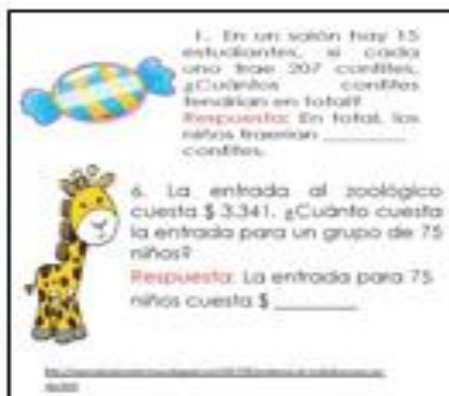 1. En un salón hay 15
estudiantes, si cada
uno trae 207 confites,
¿Cuántos confites
tendrían en total?
Respuesta: En total, los
niños traerían ________
confites.
6. La entrada al zoológico
cuesta $ 3.341. ¿Cuánto cuesta
la entrada para un grupo de 75
niños?
Respuesta: La entrada para 75
niños cuesta $ ________